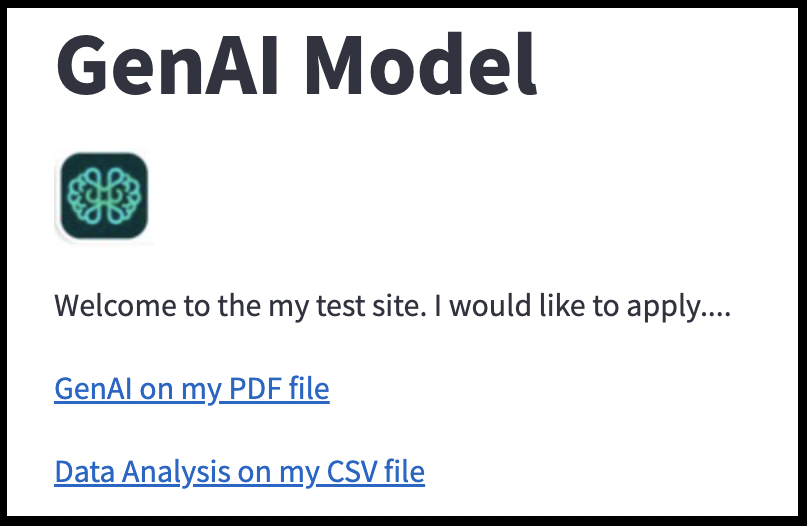 GenAI Model
Welcome to the my test site. I would like to apply....
GenAI on my PDF file
Data Analysis on my CSV file